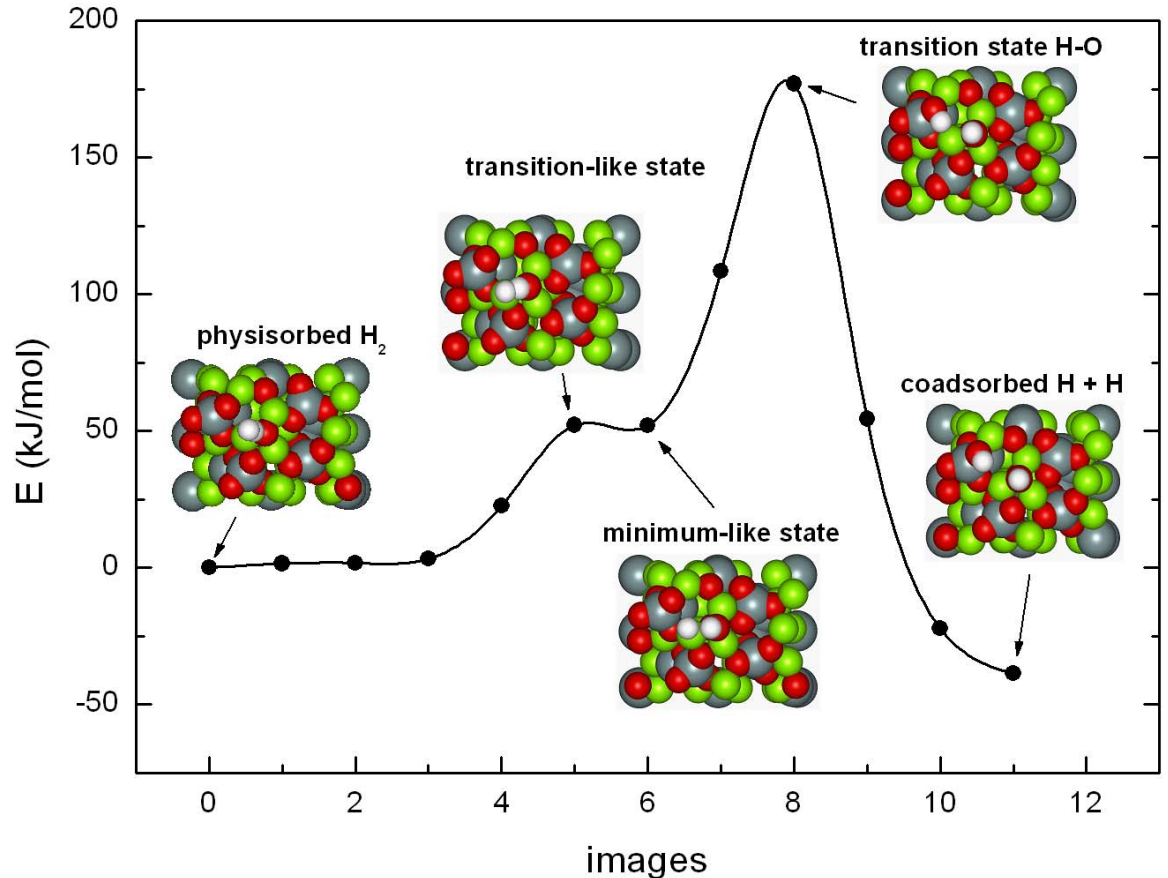 200
150
100
50
0
-50
E (kJ/mol)
transition state H-O
transition-like state
physisorbed H₂
coadsorbed H + H
minimum-like state
0 2 4 6 8 10 12
images